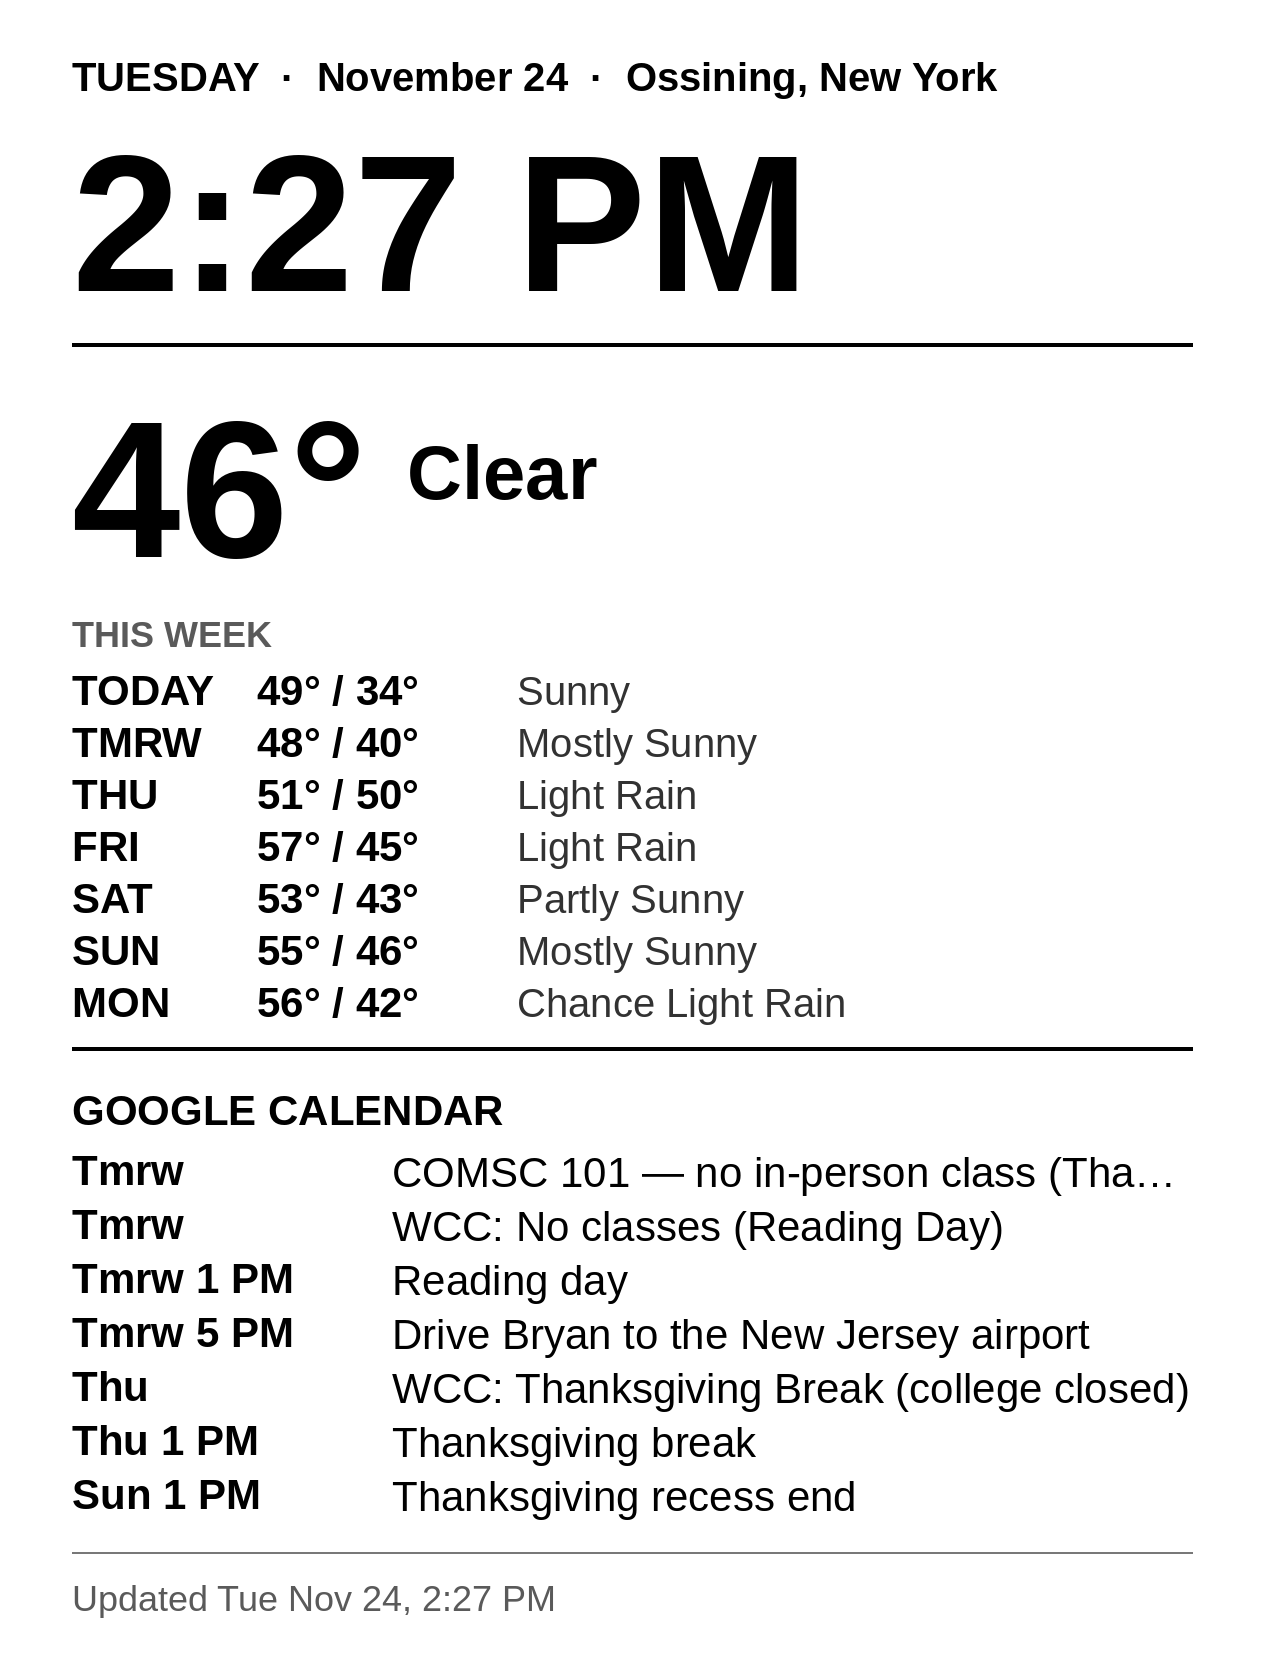 TUESDAY · November 24 · Ossining, New York
2:27 PM
46° Clear
THIS WEEK
TODAY 49° / 34° Sunny
TMRW 48° / 40° Mostly Sunny
THU 51° / 50° Light Rain
FRI 57° / 45° Light Rain
SAT 53° / 43° Partly Sunny
SUN 55° / 46° Mostly Sunny
MON 56° / 42° Chance Light Rain
GOOGLE CALENDAR
Tmrw COMSC 101 — no in-person class (Tha…
Tmrw WCC: No classes (Reading Day)
Tmrw 1 PM Reading day
Tmrw 5 PM Drive Bryan to the New Jersey airport
Thu WCC: Thanksgiving Break (college closed)
Thu 1 PM Thanksgiving break
Sun 1 PM Thanksgiving recess end
Updated Tue Nov 24, 2:27 PM